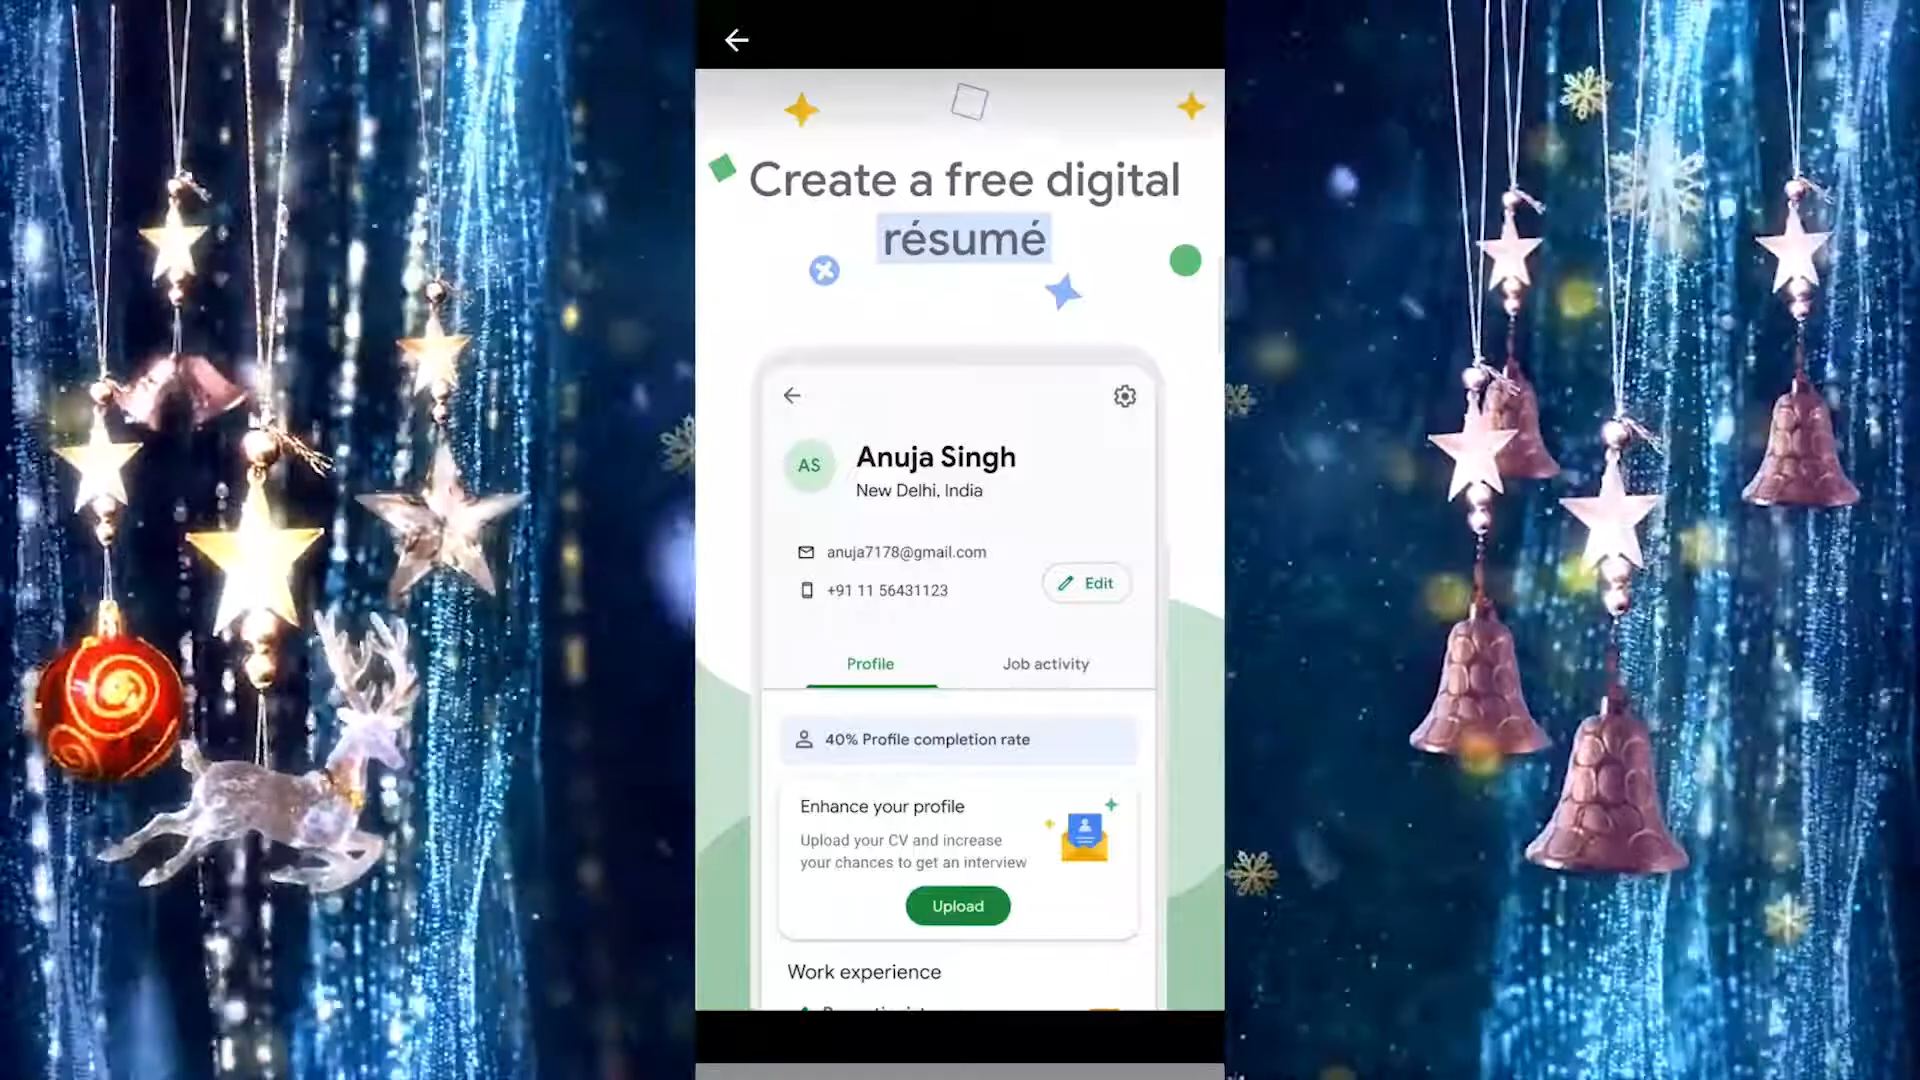 Create a free digital
résumé
AS
Anuja Singh
New Delhi, India
anuja7178@gmail.com
+91 11 56431123
Edit
Profile
Job activity
40% Profile completion rate
Enhance your profile
Upload your CV and increase
your chances to get an interview
Upload
Work experience